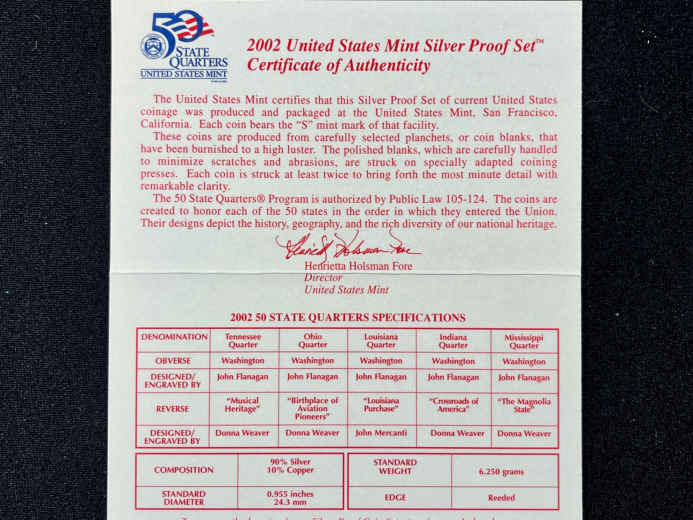 50
STATE
QUARTERS
UNITED STATES MINT
2002 United States Mint Silver Proof Set™
Certificate of Authenticity
The United States Mint certifies that this Silver Proof Set of current United States
coinage was produced and packaged at the United States Mint, San Francisco,
California. Each coin bears the “S” mint mark of that facility.
These coins are produced from carefully selected planchets, or coin blanks, that
have been burnished to a high luster. The polished blanks, which are carefully handled
to minimize scratches and abrasions, are struck on specially adapted coining
presses. Each coin is struck at least twice to bring forth the most minute detail with
remarkable clarity.
The 50 State Quarters® Program is authorized by Public Law 105-124. The coins are
created to honor each of the 50 states in the order in which they entered the Union.
Their designs depict the history, geography, and the rich diversity of our national heritage.
Henrietta Holsman Fore
Henrietta Holsman Fore
Director
United States Mint
2002 50 STATE QUARTERS SPECIFICATIONS
DENOMINATION Tennessee Quarter Ohio Quarter Louisiana Quarter Indiana Quarter Mississippi Quarter
OBVERSE Washington Washington Washington Washington Washington
DESIGNED/ ENGRAVED BY John Flanagan John Flanagan John Flanagan John Flanagan John Flanagan
REVERSE “Musical Heritage” “Birthplace of Aviation Pioneers” “Louisiana Purchase” “Crossroads of America” “The Magnolia State”
DESIGNED/ ENGRAVED BY Donna Weaver Donna Weaver John Mercanti Donna Weaver Donna Weaver
COMPOSITION 90% Silver 10% Copper STANDARD WEIGHT 6.250 grams
STANDARD DIAMETER 0.955 inches 24.3 mm EDGE Reeded